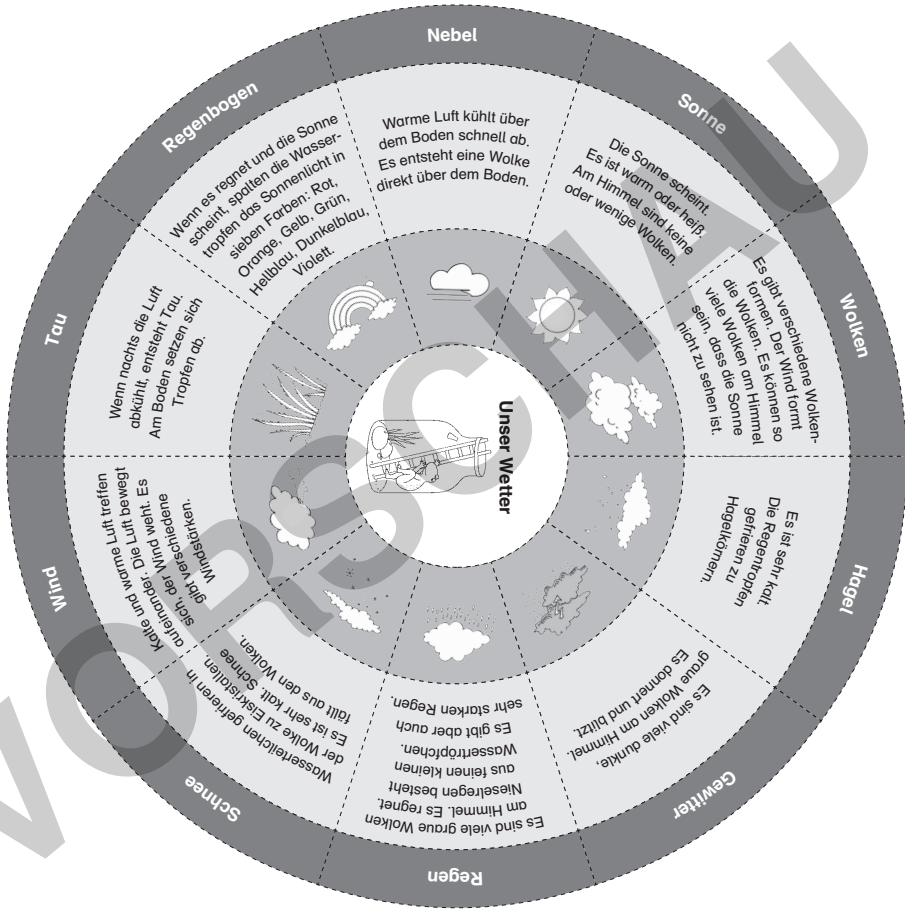 Unser Wetter
Nebel
Warme Luft kühlt über
dem Boden schnell ab.
Es entsteht eine Wolke
direkt über dem Boden.
Sonne
Die Sonne scheint.
Es ist warm oder heiß.
Am Himmel sind keine
oder wenige Wolken.
Wolken
Es gibt verschiedene Wolken-
formen. Der Wind formt
die Wolken. Es können so
viele Wolken am Himmel
sein, dass die Sonne
nicht zu sehen ist.
Hagel
Es ist sehr kalt.
Die Regentropfen
gefrieren zu
Hagelkörnern.
Gewitter
Es sind viele dunkle,
graue Wolken am Himmel.
Es donnert und blitzt.
Regen
Es sind viele graue Wolken
am Himmel. Es regnet.
Nieselregen besteht
aus feinen kleinen
Wassertröpfchen.
Es gibt aber auch
sehr starken Regen.
Schnee
Wasserteilchen gefrieren in
der Wolke zu Eiskristallen.
Es ist sehr kalt. Schnee
fällt aus den Wolken.
Wind
Kalte und warme Luft treffen
aufeinander. Die Luft bewegt
sich, der Wind weht. Es
gibt verschiedene
Windstärken.
Tau
Wenn nachts die Luft
abkühlt, entsteht Tau.
Am Boden setzen sich
Tropfen ab.
Regenbogen
Wenn es regnet und die Sonne
scheint, spalten die Wasser-
tropfen das Sonnenlicht in
sieben Farben: Rot,
Orange, Gelb, Grün,
Hellblau, Dunkelblau,
Violett.
VORSCHAU